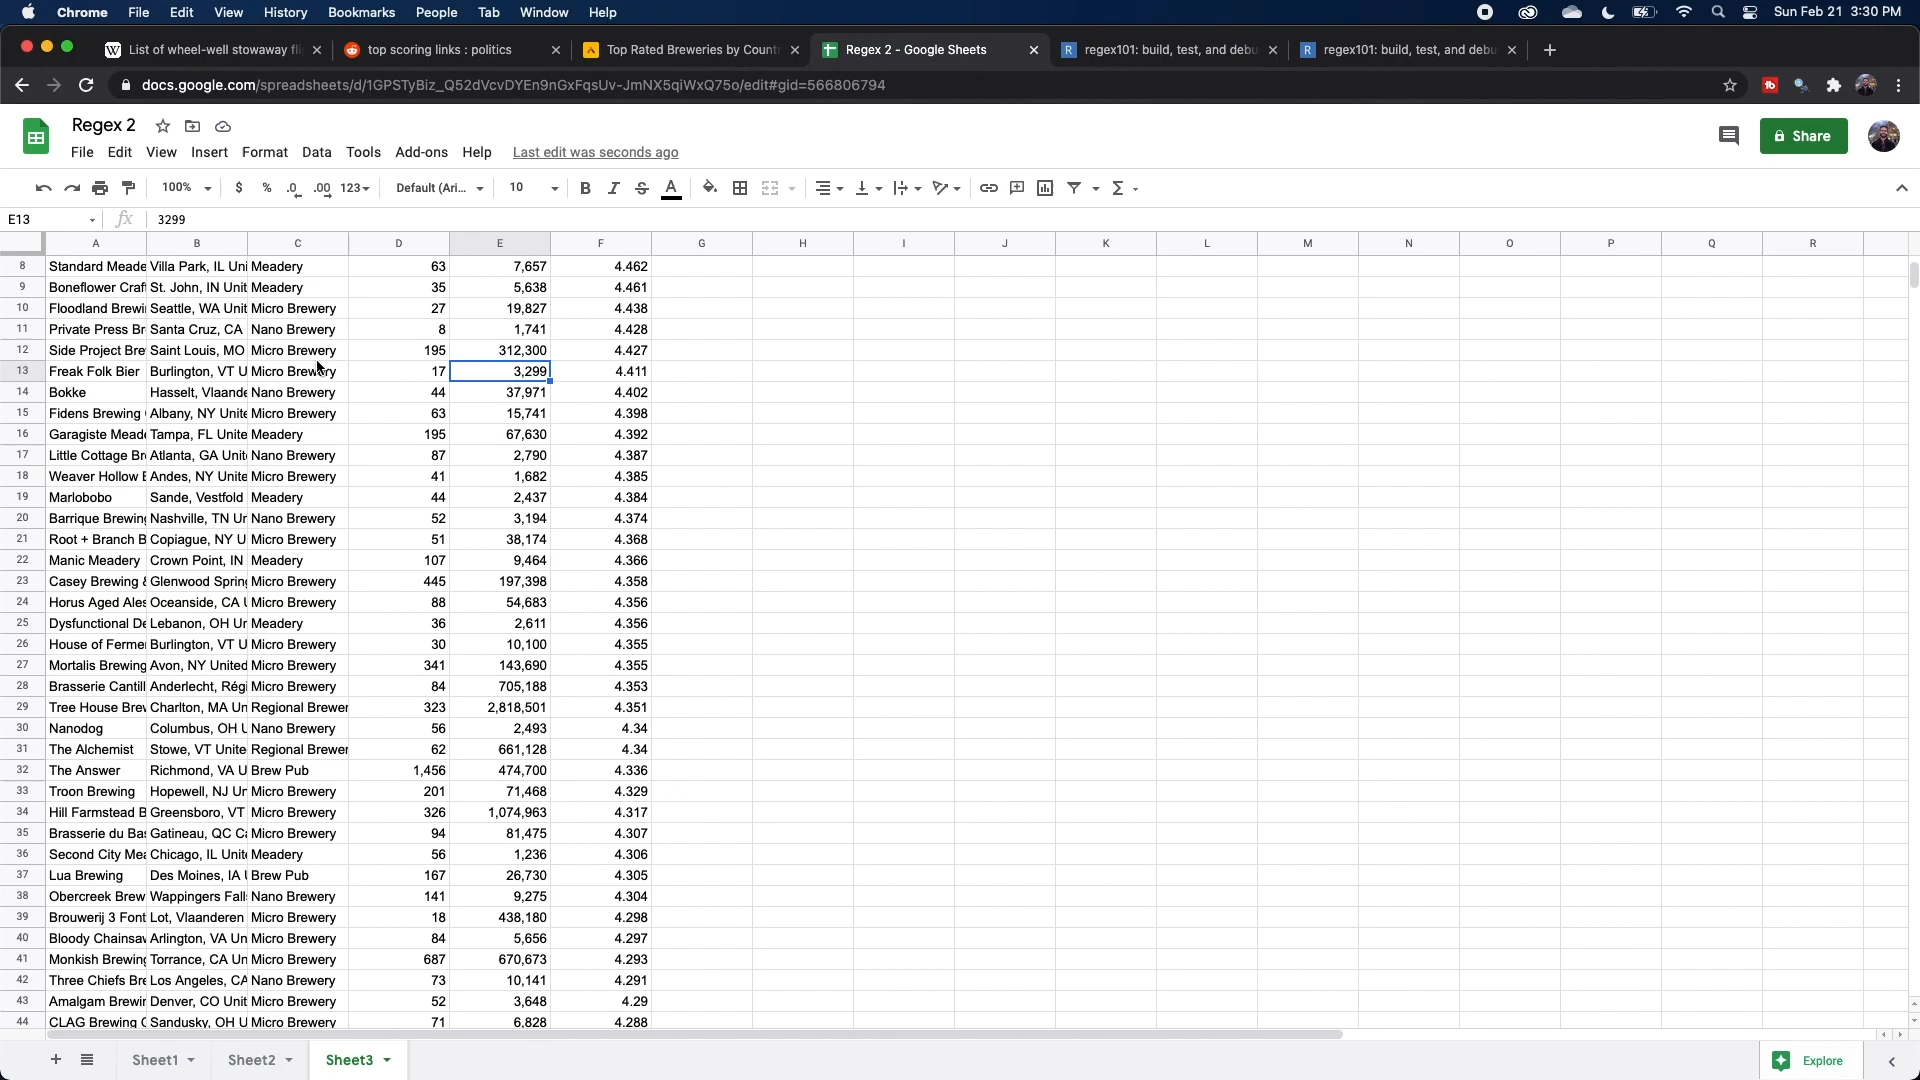 Chrome File Edit View History Bookmarks People Tab Window Help Sun Feb 21 3:30 PM
List of wheel-well stowaway fli top scoring links : politics Top Rated Breweries by Count Regex 2 - Google Sheets regex101: build, test, and debu regex101: build, test, and debu
docs.google.com/spreadsheets/d/1GPSTyBiz_Q52dVcvDYEn9nGxFqsUv-JmNX5qiWxQ75o/edit#gid=566806794
Regex 2
Share
File Edit View Insert Format Data Tools Add-ons Help Last edit was seconds ago
100% $ % .0 .00 123 Default (Ari... 10 B I S A Σ
E13 fx 3299
A B C D E F G H I J K L M N O P Q R
8 Standard Meade Villa Park, IL Uni Meadery 63 7,657 4.462
9 Boneflower Craf St. John, IN Unit Meadery 35 5,638 4.461
10 Floodland Brewi Seattle, WA Unit Micro Brewery 27 19,827 4.438
11 Private Press Br Santa Cruz, CA Nano Brewery 8 1,741 4.428
12 Side Project Bre Saint Louis, MO Micro Brewery 195 312,300 4.427
13 Freak Folk Bier Burlington, VT U Micro Brewery 17 3,299 4.411
14 Bokke Hasselt, Vlaande Nano Brewery 44 37,971 4.402
15 Fidens Brewing Albany, NY Unite Micro Brewery 63 15,741 4.398
16 Garagiste Mead Tampa, FL Unite Meadery 195 67,630 4.392
17 Little Cottage Br Atlanta, GA Unit Nano Brewery 87 2,790 4.387
18 Weaver Hollow B Andes, NY Unite Micro Brewery 41 1,682 4.385
19 Marlobobo Sande, Vestfold Meadery 44 2,437 4.384
20 Barrique Brewing Nashville, TN Un Nano Brewery 52 3,194 4.374
21 Root + Branch B Copiague, NY U Micro Brewery 51 38,174 4.368
22 Manic Meadery Crown Point, IN Meadery 107 9,464 4.366
23 Casey Brewing & Glenwood Spring Micro Brewery 445 197,398 4.358
24 Horus Aged Ales Oceanside, CA U Micro Brewery 88 54,683 4.356
25 Dysfunctional De Lebanon, OH Un Meadery 36 2,611 4.356
26 House of Ferme Burlington, VT U Micro Brewery 30 10,100 4.355
27 Mortalis Brewing Avon, NY United Micro Brewery 341 143,690 4.355
28 Brasserie Cantill Anderlecht, Régi Micro Brewery 84 705,188 4.353
29 Tree House Brew Charlton, MA Un Regional Brewer 323 2,818,501 4.351
30 Nanodog Columbus, OH U Nano Brewery 56 2,493 4.34
31 The Alchemist Stowe, VT Unite Regional Brewer 62 661,128 4.34
32 The Answer Richmond, VA U Brew Pub 1,456 474,700 4.336
33 Troon Brewing Hopewell, NJ Un Micro Brewery 201 71,468 4.329
34 Hill Farmstead B Greensboro, VT Micro Brewery 326 1,074,963 4.317
35 Brasserie du Bas Gatineau, QC Ca Micro Brewery 94 81,475 4.307
36 Second City Mea Chicago, IL Unit Meadery 56 1,236 4.306
37 Lua Brewing Des Moines, IA U Brew Pub 167 26,730 4.305
38 Obercreek Brew Wappingers Fall Nano Brewery 141 9,275 4.304
39 Brouwerij 3 Font Lot, Vlaanderen Micro Brewery 18 438,180 4.298
40 Bloody Chainsaw Arlington, VA Un Micro Brewery 84 5,656 4.297
41 Monkish Brewing Torrance, CA Un Micro Brewery 687 670,673 4.293
42 Three Chiefs Bre Los Angeles, CA Nano Brewery 73 10,141 4.291
43 Amalgam Brewin Denver, CO Unit Micro Brewery 52 3,648 4.29
44 CLAG Brewing C Sandusky, OH U Micro Brewery 71 6,828 4.288
Sheet1 Sheet2 Sheet3 Explore